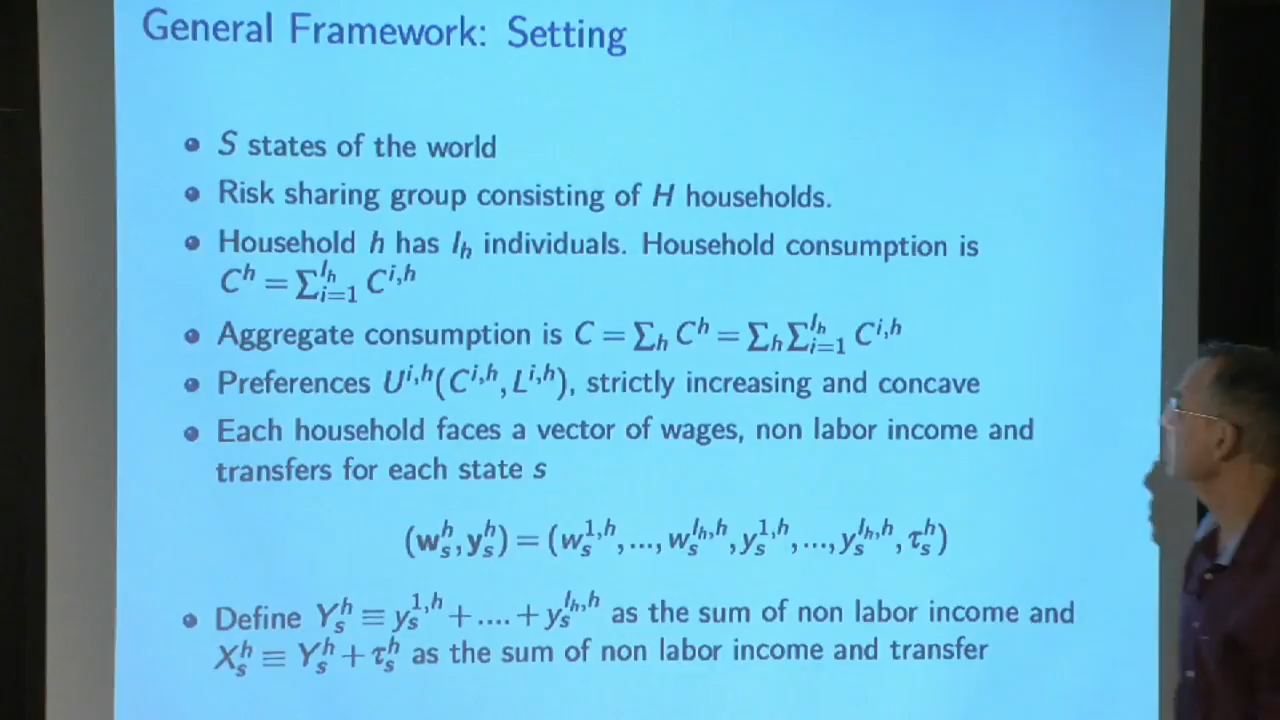 General Framework: Setting
S states of the world
Risk sharing group consisting of H households.
Household h has I_h individuals. Household consumption is
C^h = ∑_{i=1}^{I_h} C^{i,h}
Aggregate consumption is C = ∑_h C^h = ∑_h ∑_{i=1}^{I_h} C^{i,h}
Preferences U^{i,h}(C^{i,h}, L^{i,h}), strictly increasing and concave
Each household faces a vector of wages, non labor income and
transfers for each state s
(w_s^h, y_s^h) = (w_s^{1,h}, ..., w_s^{I_h,h}, y_s^{1,h}, ..., y_s^{I_h,h}, τ_s^h)
Define Y_s^h ≡ y_s^{1,h} + .... + y_s^{I_h,h} as the sum of non labor income and
X_s^h ≡ Y_s^h + τ_s^h as the sum of non labor income and transfer